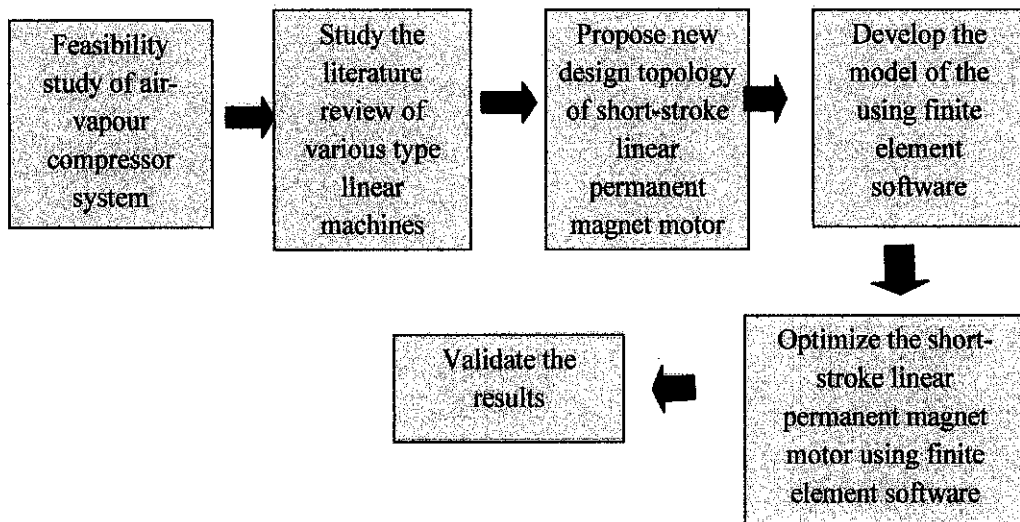 Feasibility
study of air-
vapour
compressor
system
Study the
literature
review of
various type
linear
machines
Propose new
design topology
of short-stroke
linear
permanent
magnet motor
Develop the
model of the
using finite
element
software
Optimize the short-
stroke linear
permanent magnet
motor using finite
element software
Validate the
results